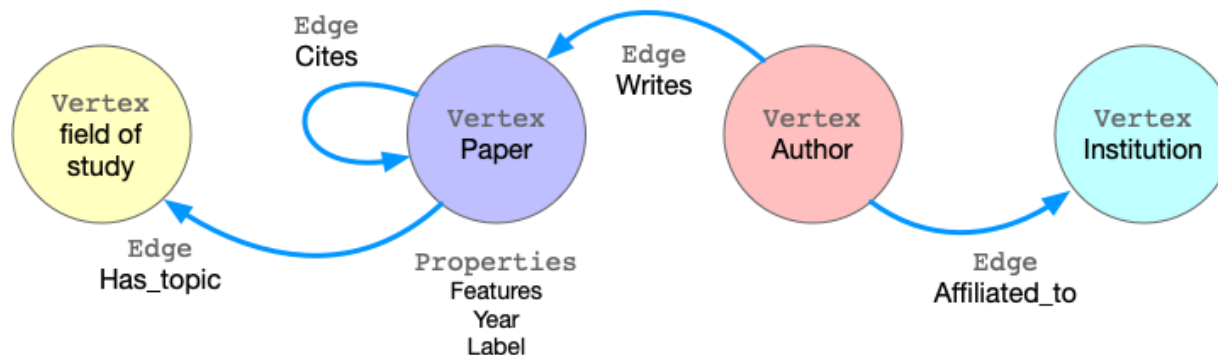 Edge
Cites
Edge
Writes
Vertex
field of
study
Vertex
Paper
Vertex
Author
Vertex
Institution
Edge
Has_topic
Properties
Features
Year
Label
Edge
Affiliated_to